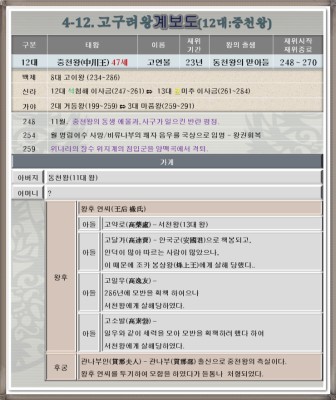 4-12. 고구려왕계보도(12대:중천왕)
구분 대왕 이름 재위기간 왕의 출생 재위시작 재위종료
12대 중천왕(中川王) 47세 고연불 23년 동천왕의 맏아들 248 - 270
백제 8대 고이왕 (234-286)
신라 12대 석첨해 이사금(247-261) ⇔ 13대 미추 이사금(261-284)
가야 2대 거등왕(199-259) ⇔ 3대 마품왕(259-291)
248 11월, 중천왕의 동생 예물과, 사구가 일으킨 반란 평정.
254 월 명림어수 사망/비류나부의 패자 음우를 국상으로 임명 - 왕권회복
259 위나라의 장수 위지계의 침입군을 양맥곡에서 격퇴.
가계
아버지 동천왕(11대 왕)
어머니 ?
왕후
왕후 연씨(王后 椽氏)
아들 고약로(高藥盧) - 서천왕(13대 왕)
아들 고달가(高達賈) - 안국군(安國君)으로 책봉되고,
인덕이 많아 따르는 사람이 많았으나,
이 때문에 조카 봉상왕(烽上王)에게 살해 당했다..
아들 고일우(高逸友) -
286년에 모반을 획책 하여으니
서천왕에게 살해당하였다.
아들 고소발(高素勃) -
일우와 같이 세력을 모아 모반을 획책하려 했다 하여
서천왕에게 살해당하였다.
후궁 관나부인(貫那夫人) - 관나부(貫那部) 출신으로 중천왕의 측실이다.
왕후 연씨를 투기하여 모함을 하였다가 들통나 처형되었다.